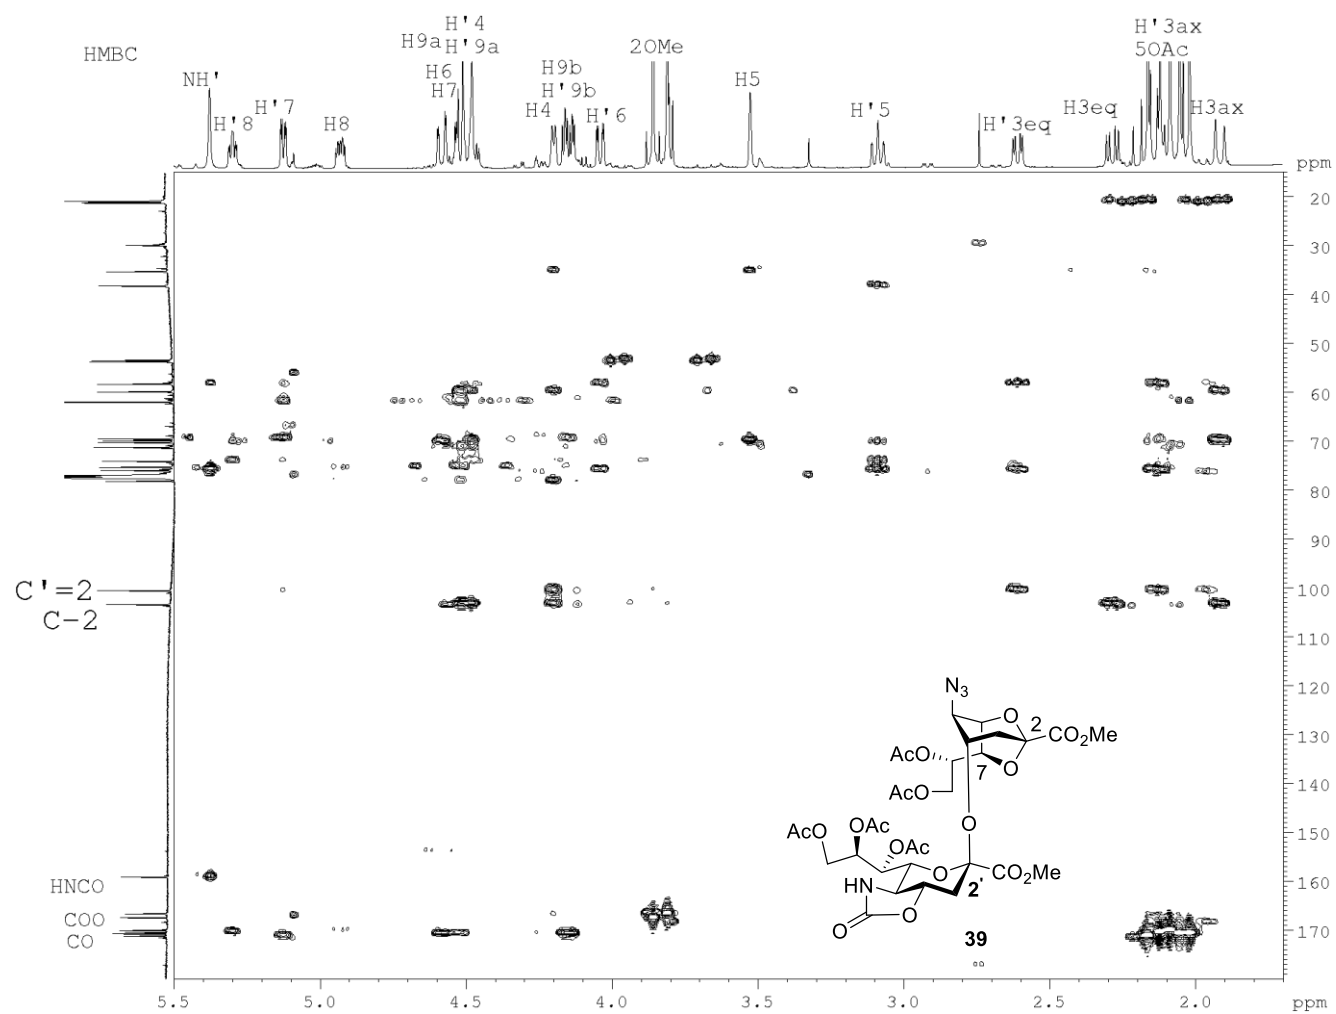 HMBC
H'4
H9a H'9a
H6
H7
NH'
H'8
H'7
H8
H9b
H'9b
H4
H'6
2OMe
H5
H'5
H'3eq
H3eq
H'3ax
5OAc
H3ax
ppm
20
30
40
50
60
70
80
90
100
110
120
130
140
150
160
170
C'=2
C-2
HNCO
COO
CO
N3
O
2
CO2Me
AcO
7
O
AcO
O
AcO
OAc
OAc
O
CO2Me
HN
2'
O
O
39
5.5
5.0
4.5
4.0
3.5
3.0
2.5
2.0
ppm